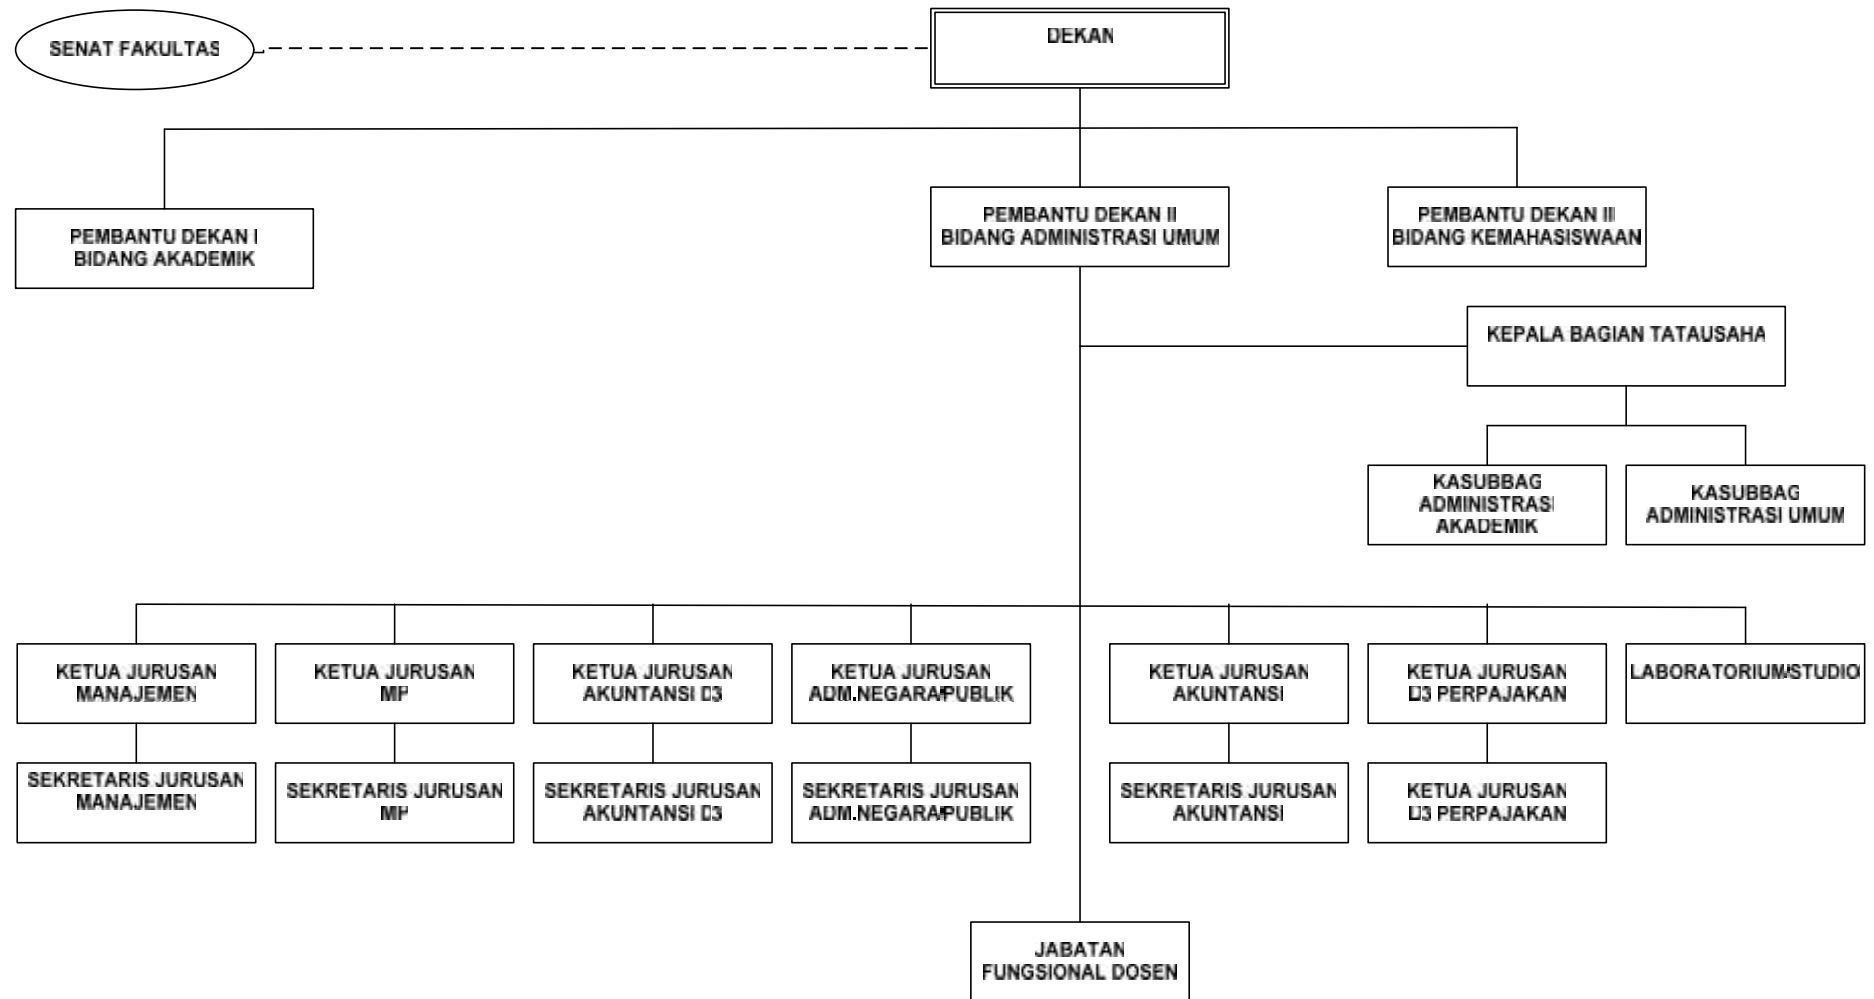 SENAT FAKULTAS
DEKAN
PEMBANTU DEKAN I
BIDANG AKADEMIK
PEMBANTU DEKAN II
BIDANG ADMINISTRASI UMUM
PEMBANTU DEKAN III
BIDANG KEMAHASISWAAN
KEPALA BAGIAN TATAUSAHA
KASUBBAG
ADMINISTRASI
AKADEMIK
KASUBBAG
ADMINISTRASI UMUM
KETUA JURUSAN
MANAJEMEN
KETUA JURUSAN
MP
KETUA JURUSAN
AKUNTANSI D3
KETUA JURUSAN
ADM.NEGARA/PUBLIK
KETUA JURUSAN
AKUNTANSI
KETUA JURUSAN
D3 PERPAJAKAN
LABORATORIUM/STUDIO
SEKRETARIS JURUSAN
MANAJEMEN
SEKRETARIS JURUSAN
MP
SEKRETARIS JURUSAN
AKUNTANSI D3
SEKRETARIS JURUSAN
ADM.NEGARA/PUBLIK
SEKRETARIS JURUSAN
AKUNTANSI
KETUA JURUSAN
D3 PERPAJAKAN
JABATAN
FUNGSIONAL DOSEN